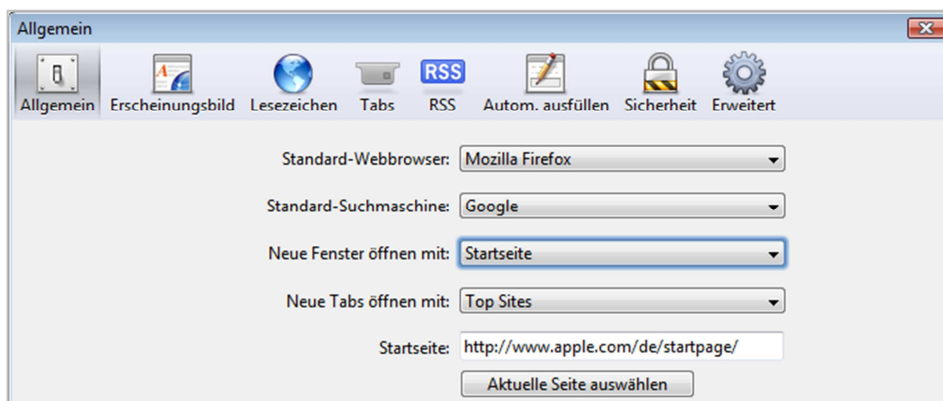 Allgemein
RSS
Allgemein Erscheinungsbild Lesezeichen Tabs RSS Autom. ausfüllen Sicherheit Erweitert
Standard-Webbrowser: Mozilla Firefox
Standard-Suchmaschine: Google
Neue Fenster öffnen mit: Startseite
Neue Tabs öffnen mit: Top Sites
Startseite: http://www.apple.com/de/startpage/
Aktuelle Seite auswählen